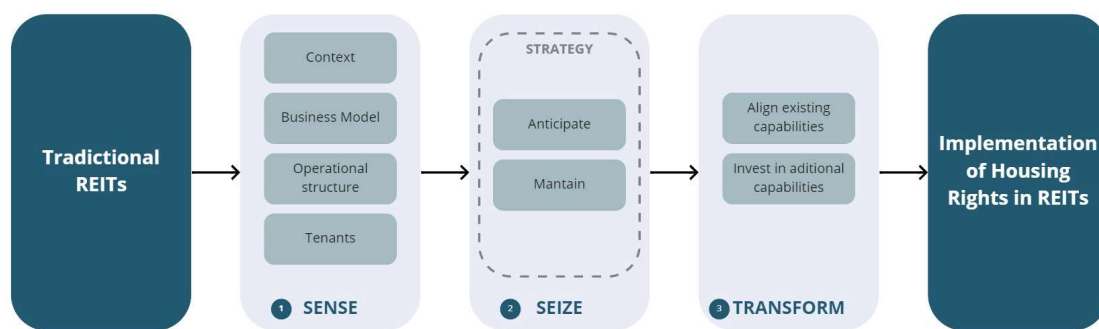 Tradictional
REITs
Context
Business Model
Operational
structure
Tenants
1 SENSE
STRATEGY
Anticipate
Mantain
2 SEIZE
Align existing
capabilities
Invest in aditional
capabilities
3 TRANSFORM
Implementation
of Housing
Rights in REITs